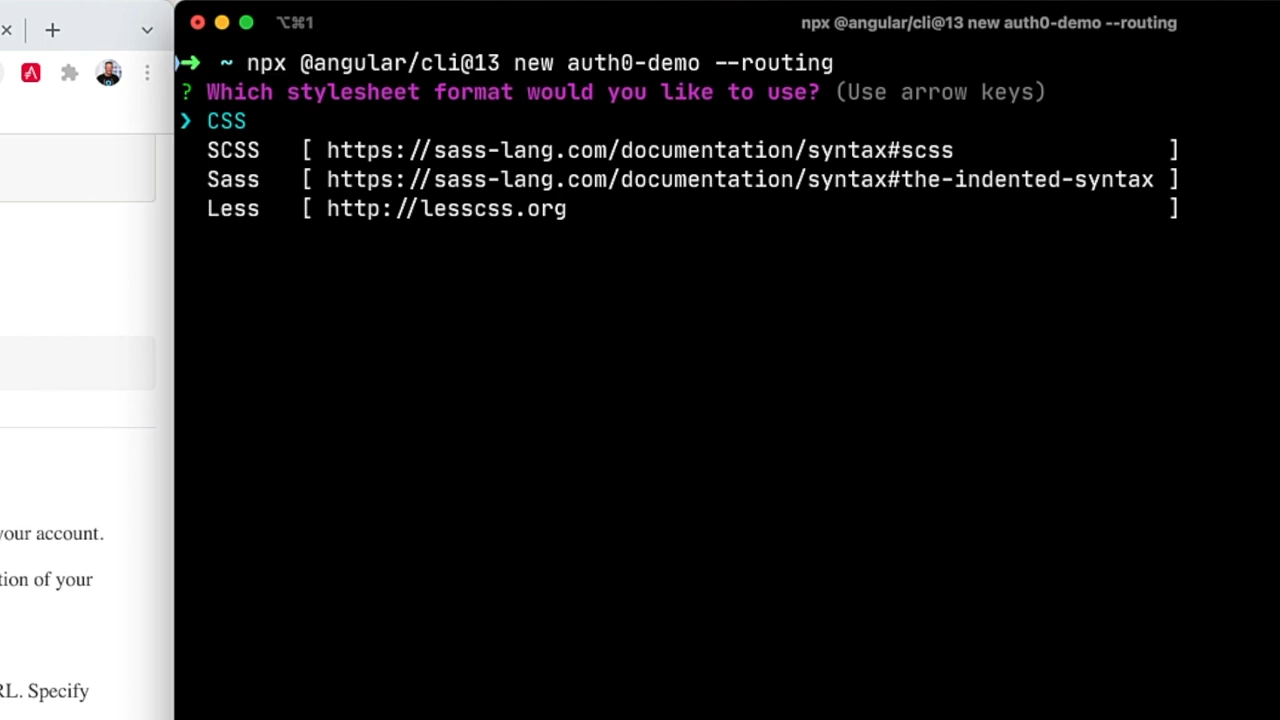 ⌥⌘1
npx @angular/cli@13 new auth0-demo --routing
➜ ~ npx @angular/cli@13 new auth0-demo --routing
? Which stylesheet format would you like to use? (Use arrow keys)
❯ CSS
SCSS [ https://sass-lang.com/documentation/syntax#scss ]
Sass [ https://sass-lang.com/documentation/syntax#the-indented-syntax ]
Less [ http://lesscss.org ]
your account.
tion of your
RL. Specify